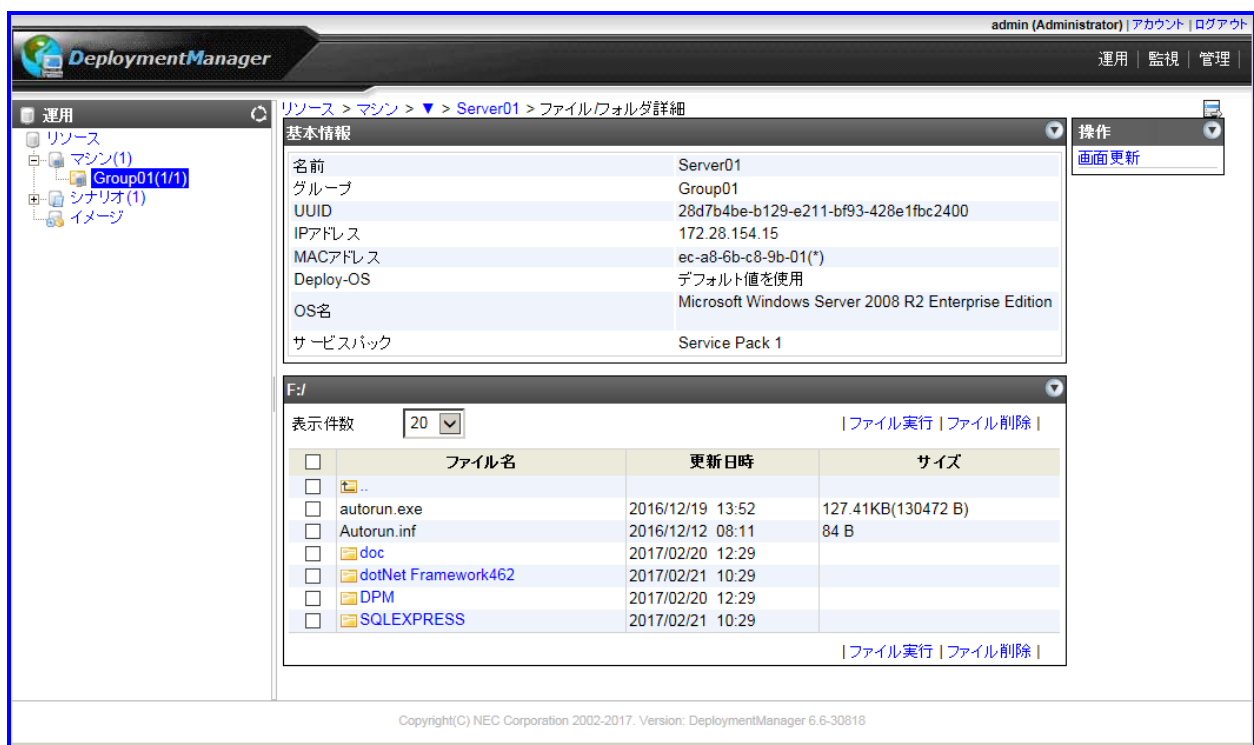 admin (Administrator) | アカウント | ログアウト
DeploymentManager
運用 | 監視 | 管理 |
運用
リソース
マシン(1)
Group01(1/1)
シナリオ(1)
イメージ
リソース > マシン > ▼ > Server01 > ファイル/フォルダ詳細
基本情報
名前 Server01
グループ Group01
UUID 28d7b4be-b129-e211-bf93-428e1fbc2400
IPアドレス 172.28.154.15
MACアドレス ec-a8-6b-c8-9b-01(*)
Deploy-OS デフォルト値を使用
OS名 Microsoft Windows Server 2008 R2 Enterprise Edition
サービスパック Service Pack 1
操作
画面更新
F:/
表示件数 20 | ファイル実行 | ファイル削除 |
ファイル名 更新日時 サイズ
..
autorun.exe 2016/12/19 13:52 127.41KB(130472 B)
Autorun.inf 2016/12/12 08:11 84 B
doc 2017/02/20 12:29
dotNet Framework462 2017/02/21 10:29
DPM 2017/02/20 12:29
SQLEXPRESS 2017/02/21 10:29
| ファイル実行 | ファイル削除 |
Copyright(C) NEC Corporation 2002-2017. Version: DeploymentManager 6.6-30818